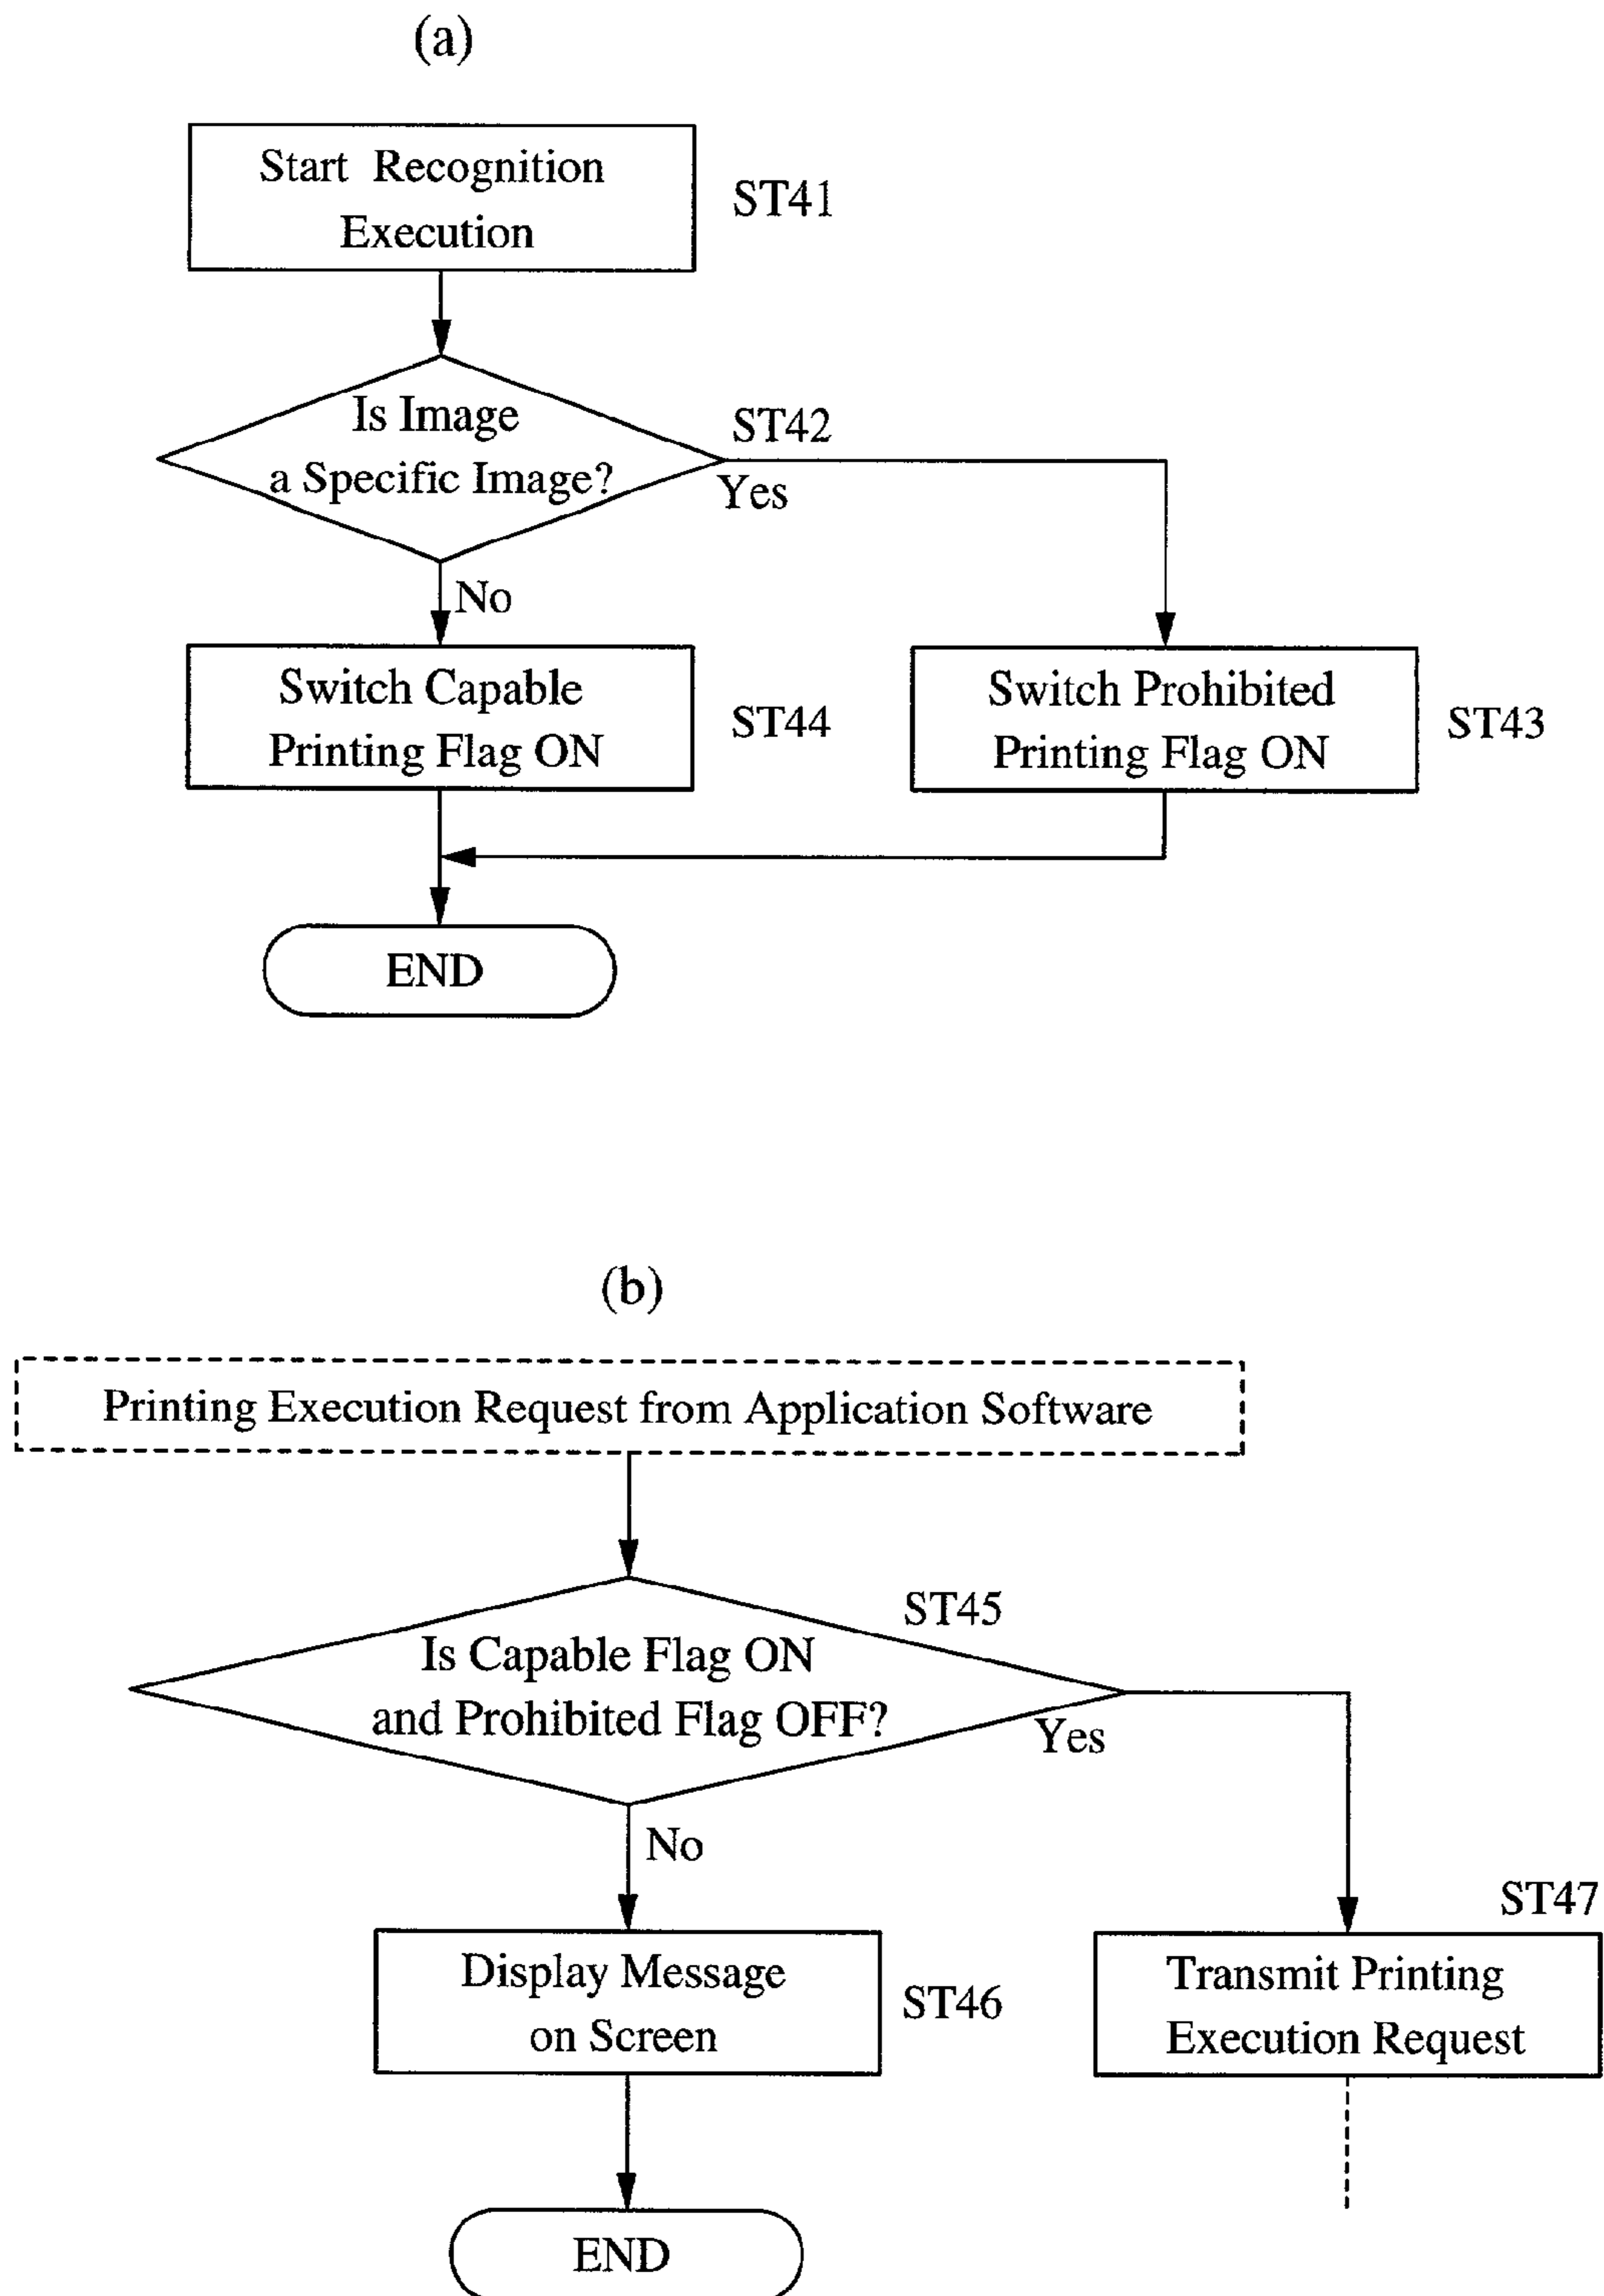 (a)
Start Recognition
Execution
ST41
Is Image
a Specific Image?
ST42
Yes
No
Switch Capable
Printing Flag ON
ST44
Switch Prohibited
Printing Flag ON
ST43
END
(b)
Printing Execution Request from Application Software
ST45
Is Capable Flag ON
and Prohibited Flag OFF?
Yes
No
ST47
Display Message
on Screen
ST46
Transmit Printing
Execution Request
END